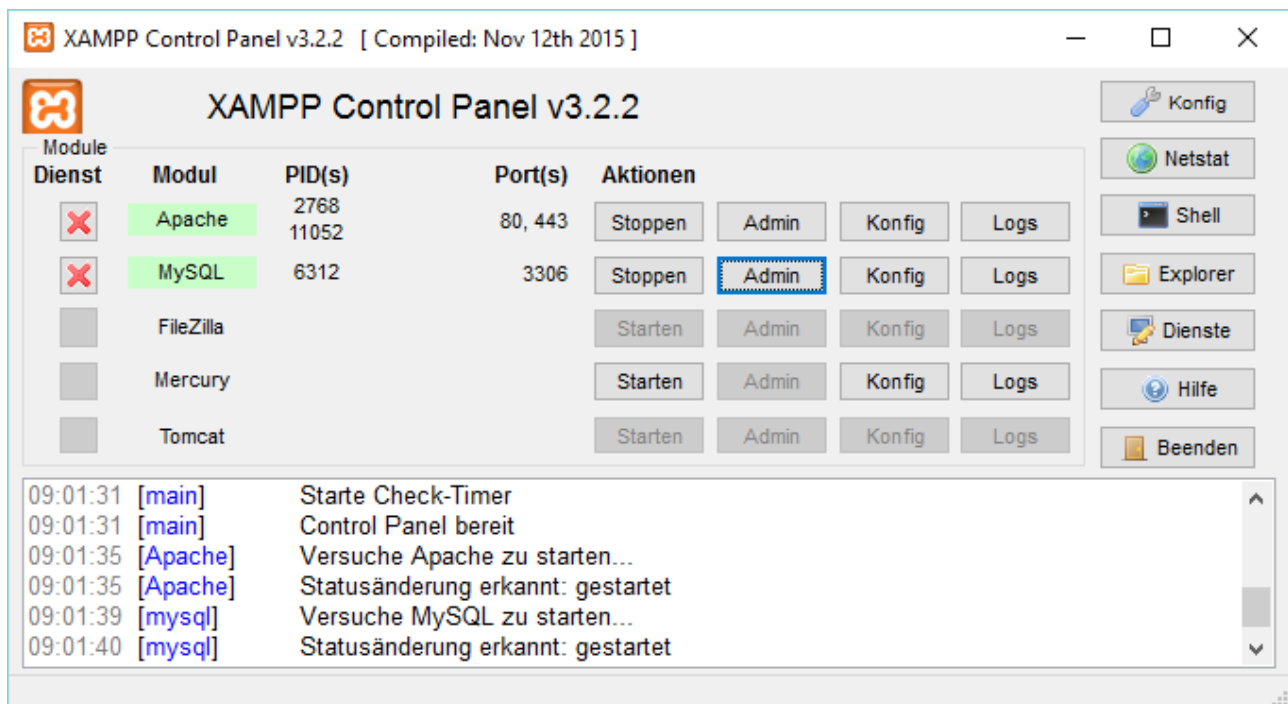 XAMPP Control Panel v3.2.2 [ Compiled: Nov 12th 2015 ]
XAMPP Control Panel v3.2.2
Konfig
Module
Dienst Modul PID(s) Port(s) Aktionen
Netstat
Apache 2768 11052 80, 443 Stoppen Admin Konfig Logs
Shell
MySQL 6312 3306 Stoppen Admin Konfig Logs
Explorer
FileZilla Starten Admin Konfig Logs
Dienste
Mercury Starten Admin Konfig Logs
Hilfe
Tomcat Starten Admin Konfig Logs
Beenden
09:01:31 [main] Starte Check-Timer
09:01:31 [main] Control Panel bereit
09:01:35 [Apache] Versuche Apache zu starten...
09:01:35 [Apache] Statusänderung erkannt: gestartet
09:01:39 [mysql] Versuche MySQL zu starten...
09:01:40 [mysql] Statusänderung erkannt: gestartet